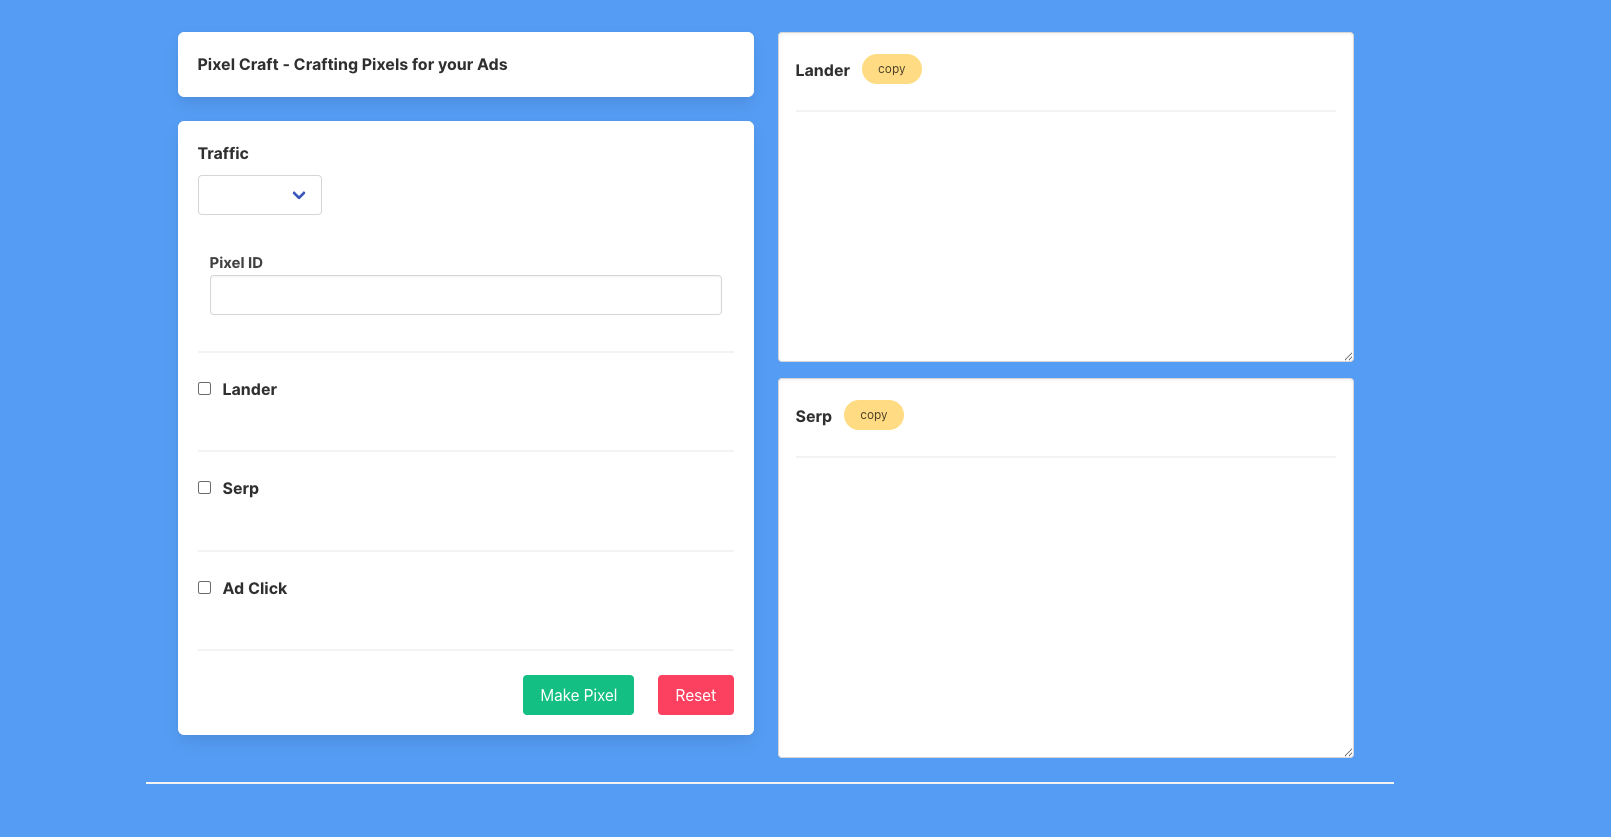 Pixel Craft - Crafting Pixels for your Ads
Traffic
Pixel ID
Lander
Serp
Ad Click
Make Pixel
Reset
Lander
copy
Serp
copy